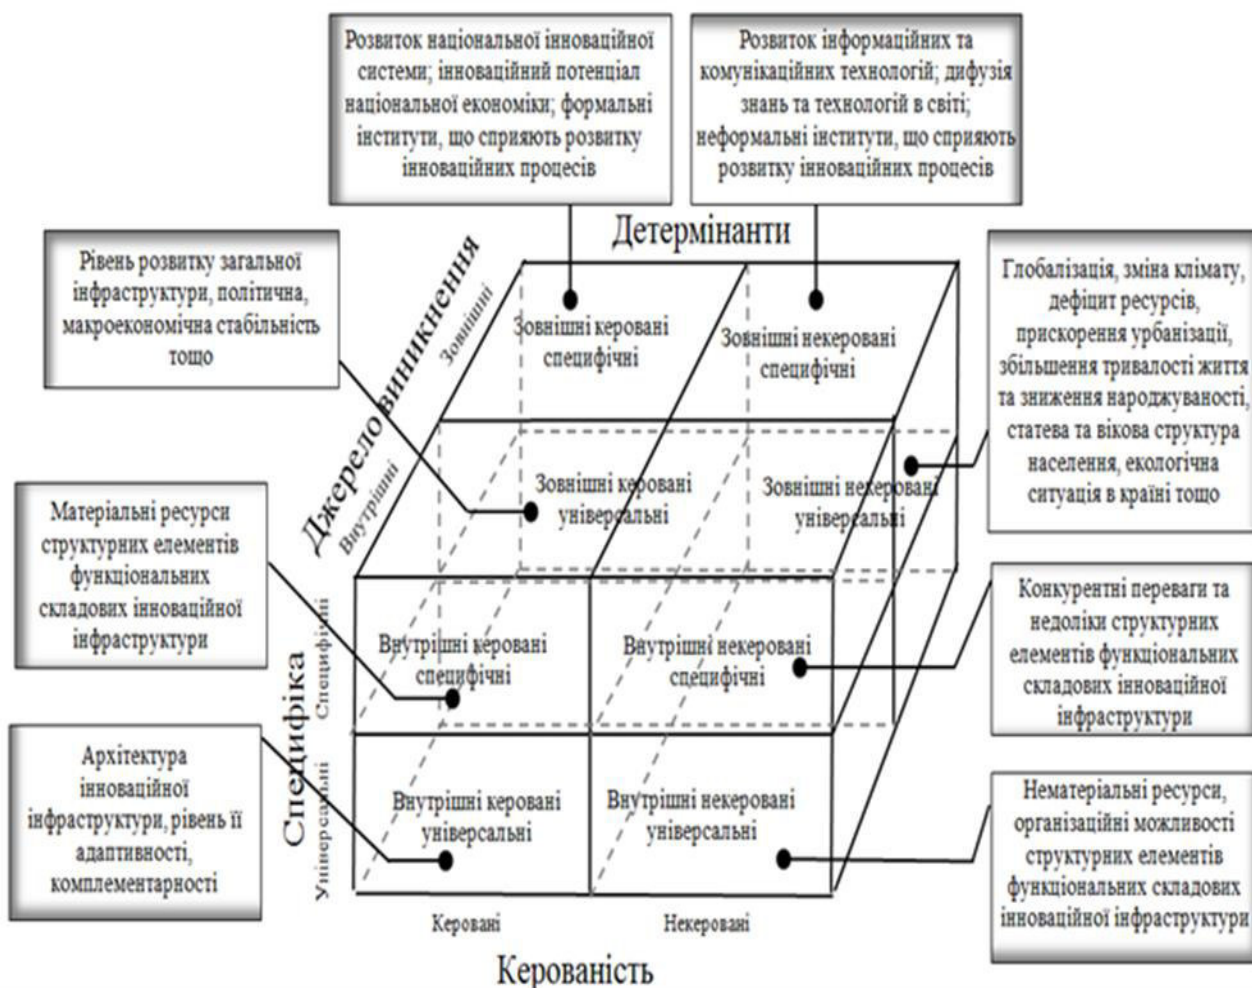 Розвиток національної інноваційної
системи; інноваційний потенціал
національної економіки; формальні
інститути, що сприяють розвитку
інноваційних процесів
Розвиток інформаційних та
комунікаційних технологій; дифузія
знань та технологій в світі;
неформальні інститути, що сприяють
розвитку інноваційних процесів
Детермінанти
Рівень розвитку загальної
інфраструктури, політична,
макроекономічна стабільність
тощо
Глобалізація, зміна клімату,
дефіцит ресурсів,
прискорення урбанізації,
збільшення тривалості життя
та зниження народжуваності,
статева та вікова структура
населення, екологічна
ситуація в країні тощо
Джерело виникнення
Зовнішні
Внутрішні
Зовнішні керовані
специфічні
Зовнішні некеровані
специфічні
Зовнішні керовані
універсальні
Зовнішні некеровані
універсальні
Матеріальні ресурси
структурних елементів
функціональних
складових інноваційної
інфраструктури
Конкурентні переваги та
недоліки структурних
елементів функціональних
складових інноваційної
інфраструктури
Специфіка
Специфічні
Універсальні
Внутрішні керовані
специфічні
Внутрішні некеровані
специфічні
Архітектура
інноваційної
інфраструктури, рівень її
адаптивності,
комплементарності
Внутрішні керовані
універсальні
Внутрішні некеровані
універсальні
Нематеріальні ресурси,
організаційні можливості
структурних елементів
функціональних складових
інноваційної інфраструктури
Керовані
Некеровані
Керованість